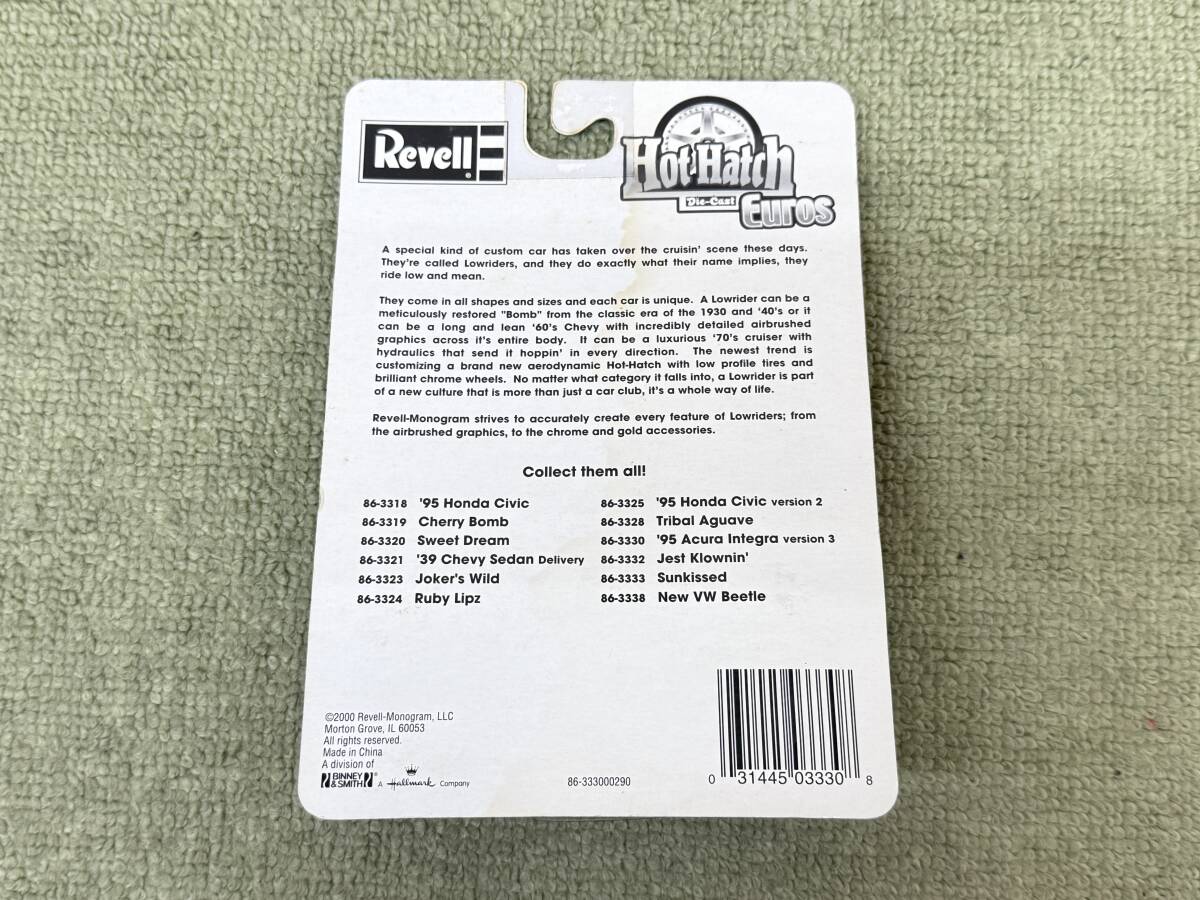 Revell
Hot-Hatch
Die-Cast
Euros
A special kind of custom car has taken over the cruisin' scene these days.
They're called Lowriders, and they do exactly what their name implies, they
ride low and mean.
They come in all shapes and sizes and each car is unique. A Lowrider can be a
meticulously restored "Bomb" from the classic era of the 1930 and '40's or it
can be a long and lean '60's Chevy with incredibly detailed airbrushed
graphics across it's entire body. It can be a luxurious '70's cruiser with
hydraulics that send it hoppin' in every direction. The newest trend is
customizing a brand new aerodynamic Hot-Hatch with low profile tires and
brilliant chrome wheels. No matter what category it falls into, a Lowrider is part
of a new culture that is more than just a car club, it's a whole way of life.
Revell-Monogram strives to accurately create every feature of Lowriders; from
the airbrushed graphics, to the chrome and gold accessories.
Collect them all!
86-3318 '95 Honda Civic
86-3319 Cherry Bomb
86-3320 Sweet Dream
86-3321 '39 Chevy Sedan Delivery
86-3323 Joker's Wild
86-3324 Ruby Lipz
86-3325 '95 Honda Civic version 2
86-3328 Tribal Aguave
86-3330 '95 Acura Integra version 3
86-3332 Jest Klownin'
86-3333 Sunkissed
86-3338 New VW Beetle
©2000 Revell-Monogram, LLC
Morton Grove, IL 60053
All rights reserved.
Made in China
A division of
BINNEY & SMITH® A Hallmark Company
86-333000290
0 31445 03330 8